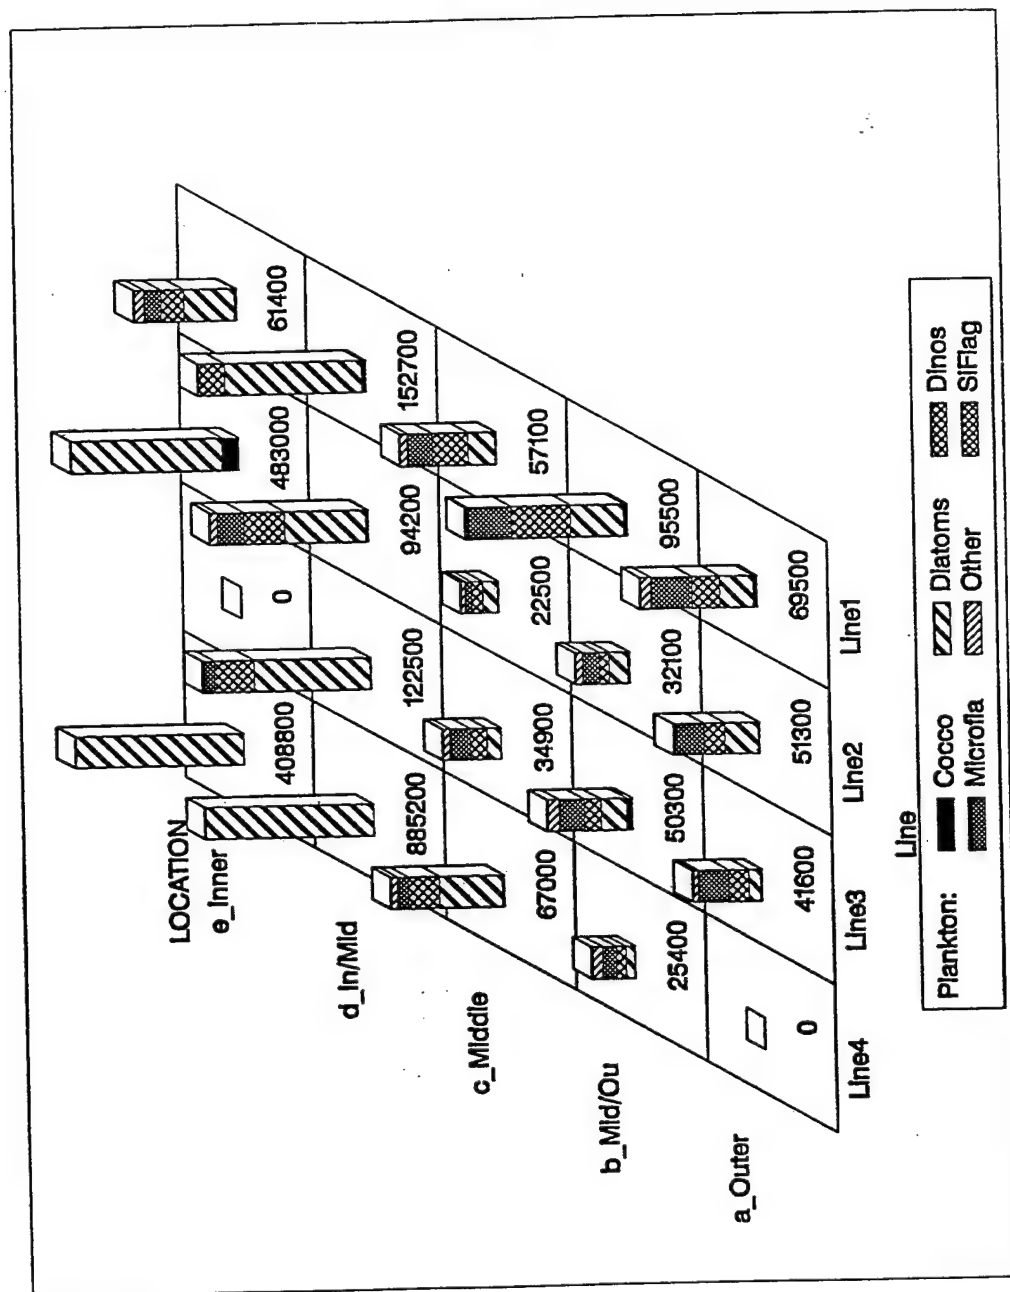 LOCATION
e_Inner
408800 0 483000 61400
d_In/Mid
885200 122500 94200 152700
c_Middle
67000 34900 22500 57100
b_Mid/Ou
25400 50300 32100 95500
a_Outer
0 41600 51300 69500
Line4 Line3 Line2 Line1
Line
Plankton: Cocco Diatoms Dinos
Microfla Other SiFlag